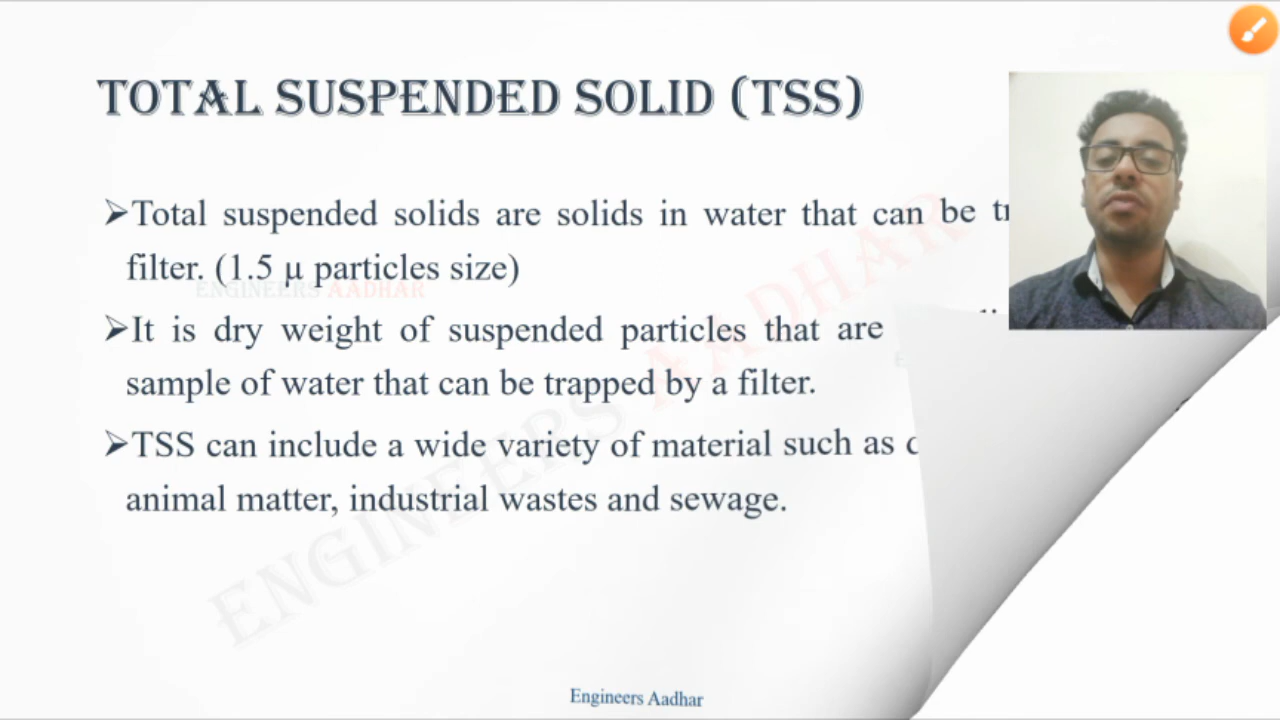 TOTAL SUSPENDED SOLID (TSS)
➢Total suspended solids are solids in water that can be
filter. (1.5 μ particles size)
ENGINEERS AADHAR
➢It is dry weight of suspended particles that are
sample of water that can be trapped by a filter.
➢TSS can include a wide variety of material such as
animal matter, industrial wastes and sewage.
ENGINEERS AADHAR
Engineers Aadhar